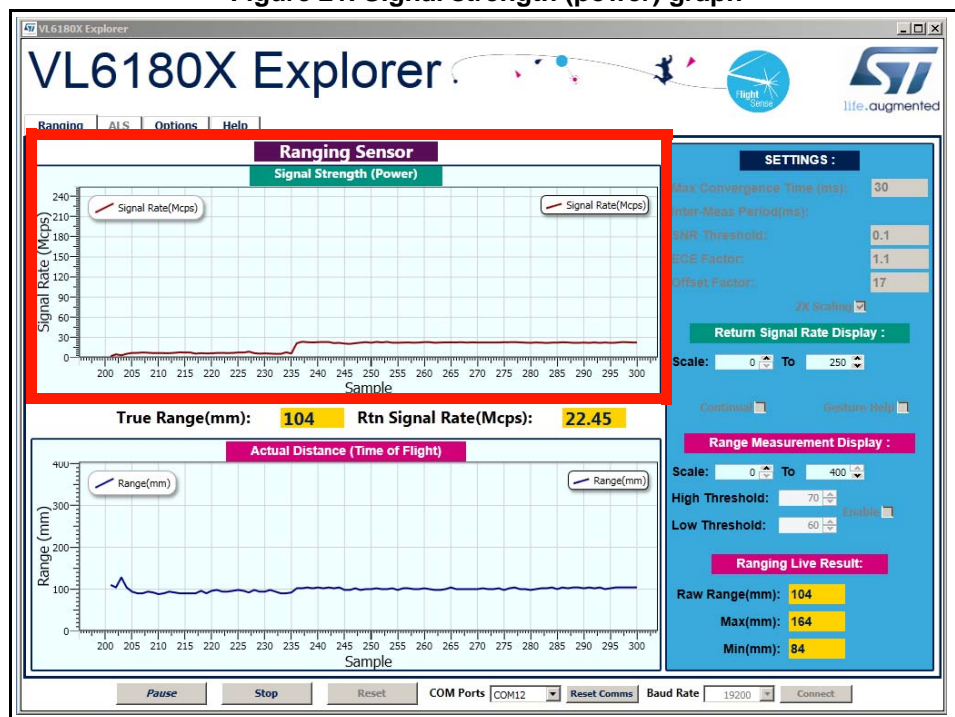 Figure 21. Signal strength (power) graph
VL6180X Explorer
VL6180X Explorer
Flight
Sense
life.augmented
Ranging ALS Options Help
Ranging Sensor
Signal Strength (Power)
Signal Rate(Mcps) Signal Rate(Mcps)
Signal Rate (Mcps)
240
210
180
150
120
90
60
30
0
200 205 210 215 220 225 230 235 240 245 250 255 260 265 270 275 280 285 290 295 300
Sample
True Range(mm): 104 Rtn Signal Rate(Mcps): 22.45
Actual Distance (Time of Flight)
Range(mm) Range(mm)
Range (mm)
400
300
200
100
0
200 205 210 215 220 225 230 235 240 245 250 255 260 265 270 275 280 285 290 295 300
Sample
SETTINGS :
Max Convergence Time (ms): 30
Inter-Meas Period(ms):
SNR Threshold: 0.1
ECE Factor: 1.1
Offset Factor: 17
2X Scaling
Return Signal Rate Display :
Scale: 0 To 250
Continual Gesture Help
Range Measurement Display :
Scale: 0 To 400
High Threshold: 70
Enable
Low Threshold: 60
Ranging Live Result:
Raw Range(mm): 104
Max(mm): 164
Min(mm): 84
Pause Stop Reset COM Ports COM12 Reset Comms Baud Rate 19200 Connect